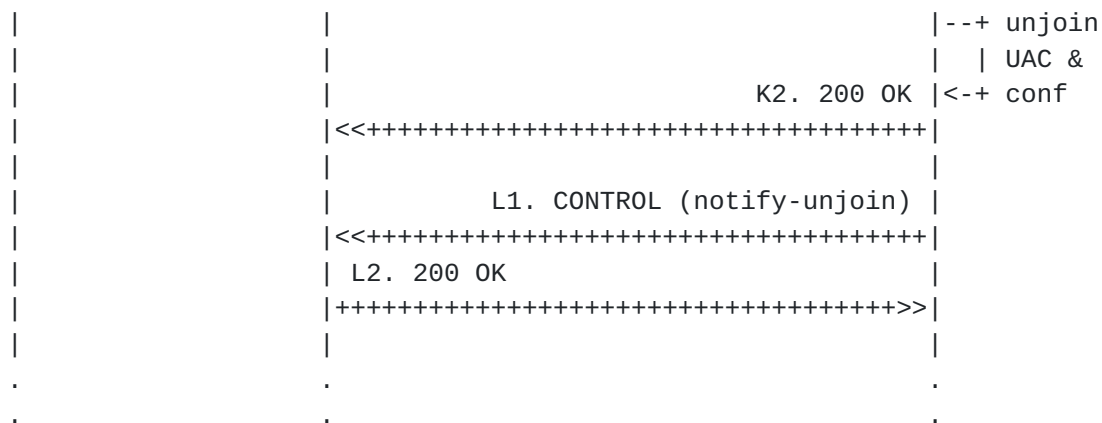 |                   |                                      |--+ unjoin
|                   |                                      |  | UAC &
|                   |                           K2. 200 OK |<-+ conf
|                   |<<++++++++++++++++++++++++++++++++++++|
|                   |                                      |
|                   |          L1. CONTROL (notify-unjoin) |
|                   |<<++++++++++++++++++++++++++++++++++++|
|                   | L2. 200 OK                           |
|                   |++++++++++++++++++++++++++++++++++++>>|
|                   |                                      |
.                   .                                      .
.                   .                                      .